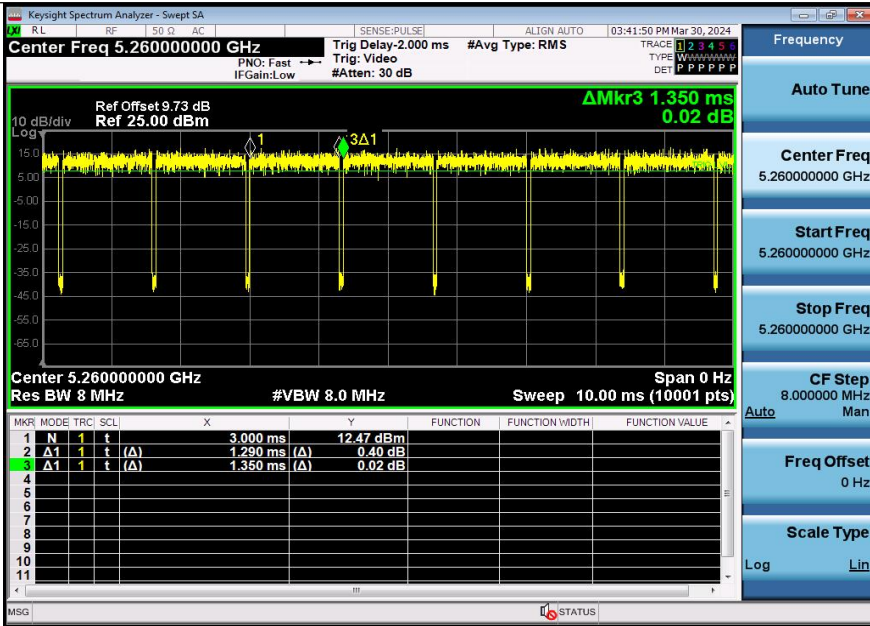 Keysight Spectrum Analyzer - Swept SA
LXI RL RF 50 Ω AC SENSE:PULSE ALIGN AUTO 03:41:50 PM Mar 30, 2024
Center Freq 5.260000000 GHz
PNO: Fast
IFGain:Low
Trig Delay-2.000 ms
Trig: Video
#Atten: 30 dB
#Avg Type: RMS
TRACE 1 2 3 4 5 6
TYPE WWWWWW
DET P P P P P P
Ref Offset 9.73 dB
10 dB/div Ref 25.00 dBm
Log
ΔMkr3 1.350 ms
0.02 dB
1 3Δ1
15.0
5.00
-5.00
-15.0
-25.0
-35.0
-45.0
-55.0
-65.0
Center 5.260000000 GHz Span 0 Hz
Res BW 8 MHz #VBW 8.0 MHz Sweep 10.00 ms (10001 pts)
MKR MODE TRC SCL X Y FUNCTION FUNCTION WIDTH FUNCTION VALUE
1 N 1 t 3.000 ms 12.47 dBm
2 Δ1 1 t (Δ) 1.290 ms (Δ) 0.40 dB
3 Δ1 1 t (Δ) 1.350 ms (Δ) 0.02 dB
4
5
6
7
8
9
10
11
MSG STATUS
Frequency
Auto Tune
Center Freq
5.260000000 GHz
Start Freq
5.260000000 GHz
Stop Freq
5.260000000 GHz
CF Step
8.000000 MHz
Auto Man
Freq Offset
0 Hz
Scale Type
Log Lin